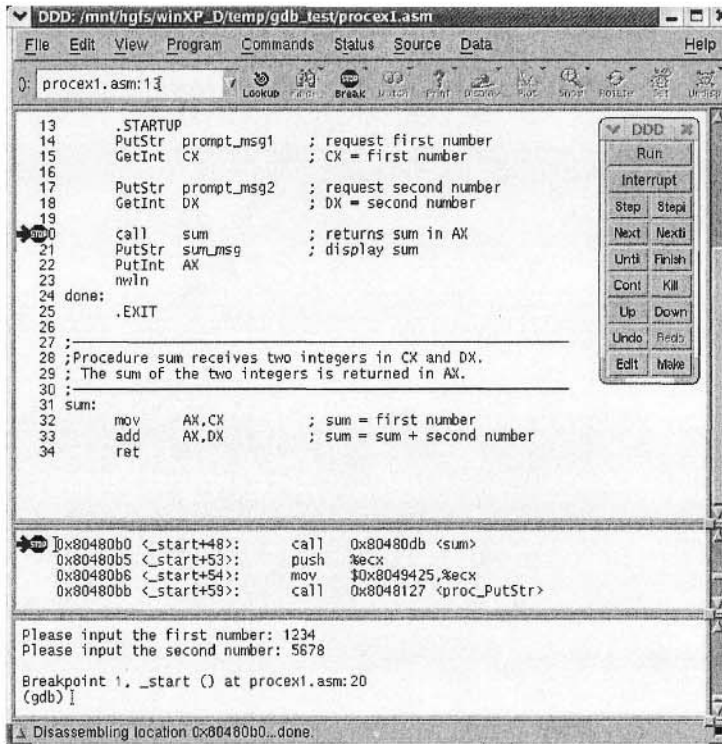 DDD: /mnt/hgfs/winXP_D/temp/gdb_test/procex1.asm
File Edit View Program Commands Status Source Data Help
(): procex1.asm:13
Lookup Break Print Plot Rotate Set Undisp
13 .STARTUP
14 PutStr prompt_msg1 ; request first number
15 GetInt CX ; CX = first number
16
17 PutStr prompt_msg2 ; request second number
18 GetInt DX ; DX = second number
19
STOP 0 call sum ; returns sum in AX
21 PutStr sum_msg ; display sum
22 PutInt AX
23 nwln
24 done:
25 .EXIT
26
27 ;
28 ;Procedure sum receives two integers in CX and DX.
29 ; The sum of the two integers is returned in AX.
30 ;
31 sum:
32 mov AX,CX ; sum = first number
33 add AX,DX ; sum = sum + second number
34 ret
DDD
Run
Interrupt
Step Stepi
Next Nexti
Until Finish
Cont Kill
Up Down
Undo Redo
Edit Make
STOP 0x80480b0 <_start+48>: call 0x80480db <sum>
0x80480b5 <_start+53>: push %ecx
0x80480b6 <_start+54>: mov $0x8049425,%ecx
0x80480bb <_start+59>: call 0x8048127 <proc_PutStr>
Please input the first number: 1234
Please input the second number: 5678
Breakpoint 1, _start () at procex1.asm:20
(gdb)
Disassembling location 0x80480b0...done.